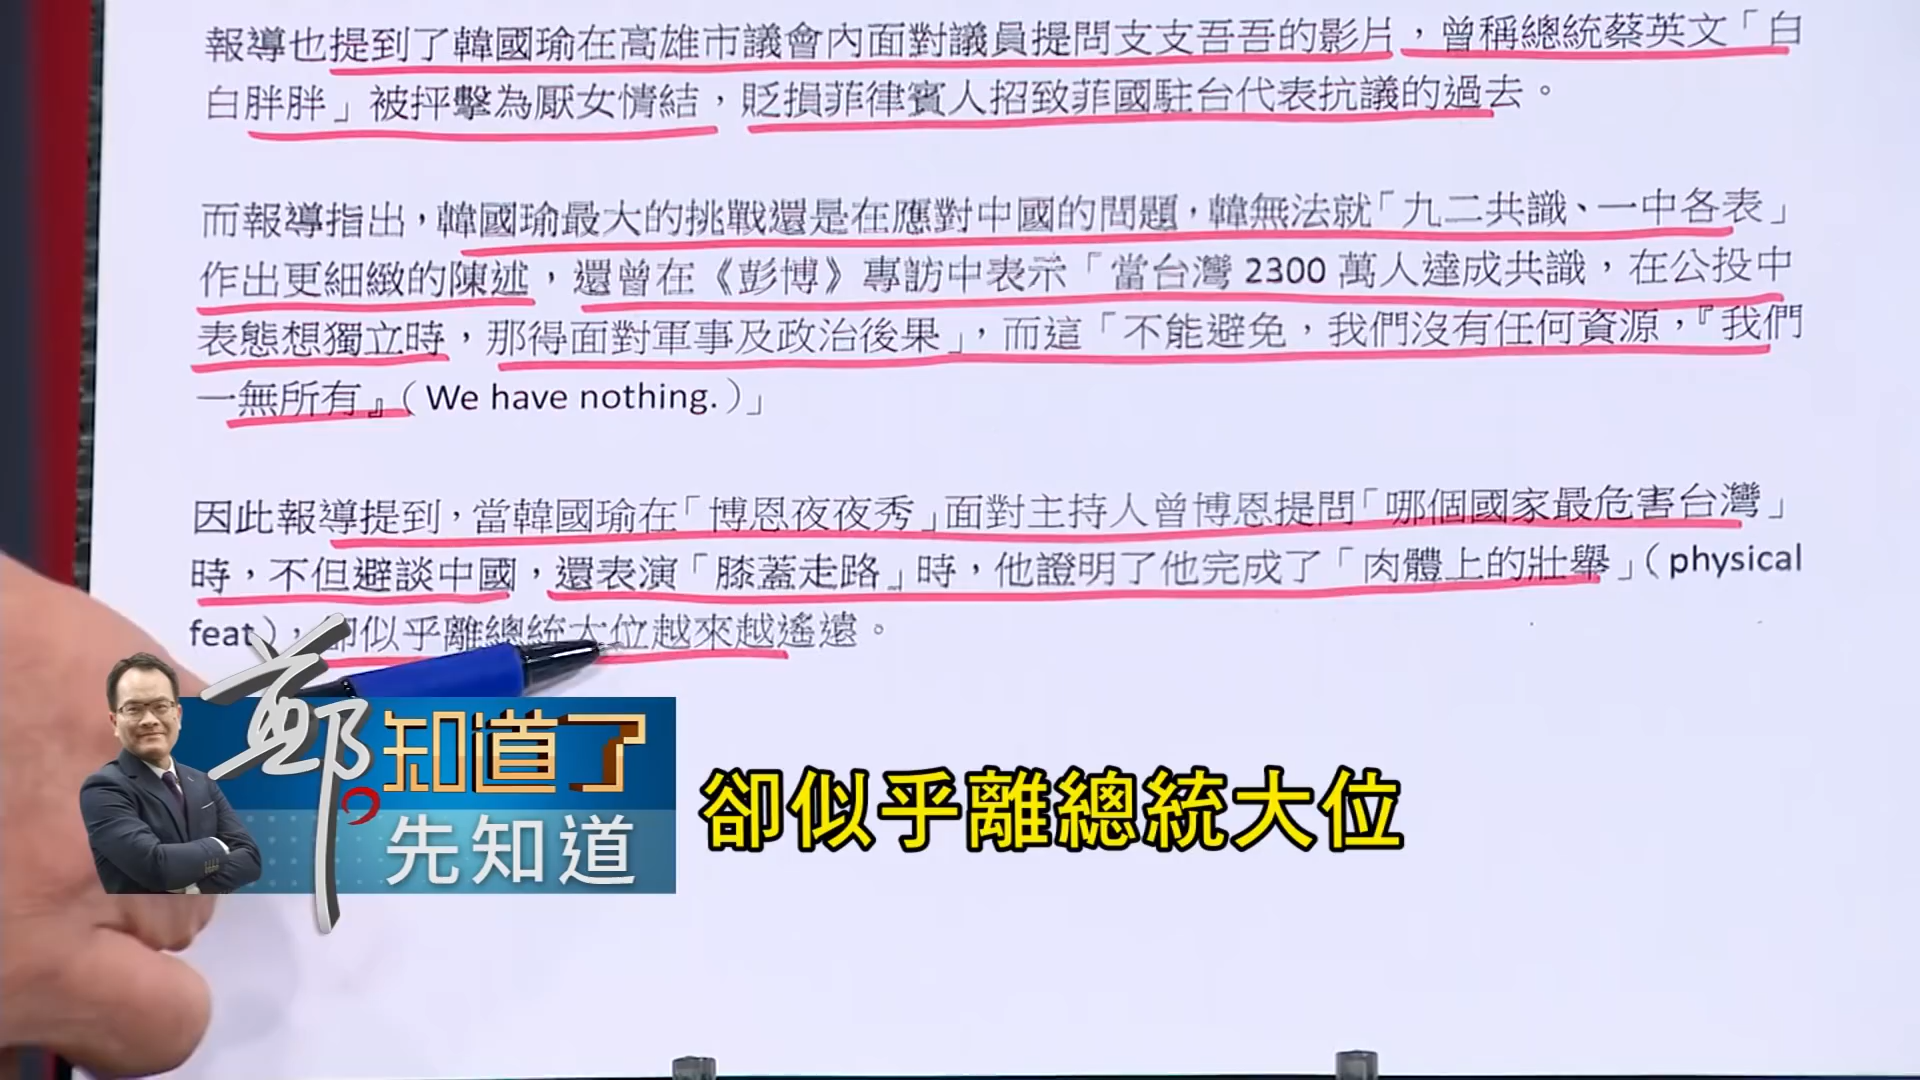 報導也提到了韓國瑜在高雄市議會內面對議員提問支支吾吾的影片，曾稱總統蔡英文「白
白胖胖」被抨擊為厭女情結，貶損菲律賓人招致菲國駐台代表抗議的過去。
而報導指出，韓國瑜最大的挑戰還是在應對中國的問題，韓無法就「九二共識、一中各表」
作出更細緻的陳述，還曾在《彭博》專訪中表示「當台灣 2300 萬人達成共識，在公投中
表態想獨立時，那得面對軍事及政治後果」，而這「不能避免，我們沒有任何資源，『我們
一無所有』（We have nothing.）」
因此報導提到，當韓國瑜在「博恩夜夜秀」面對主持人曾博恩提問「哪個國家最危害台灣」
時，不但避談中國，還表演「膝蓋走路」時，他證明了他完成了「肉體上的壯舉」（physical
feat），卻似乎離總統大位越來越遙遠。
鄭知道了
先知道
卻似乎離總統大位